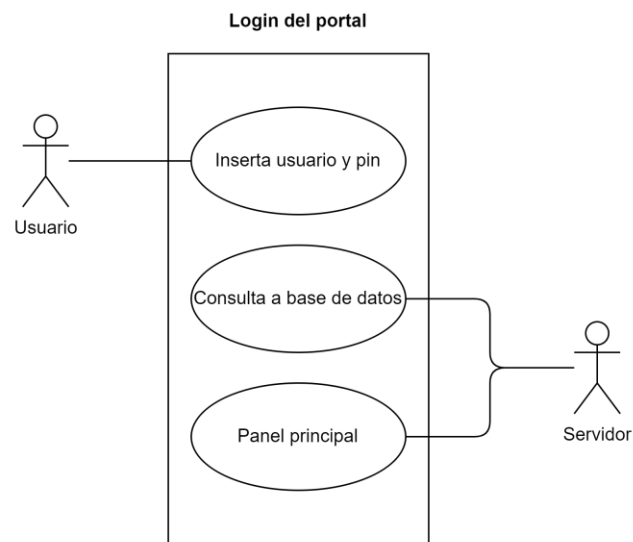 Login del portal
Inserta usuario y pin
Usuario
Consulta a base de datos
Panel principal
Servidor